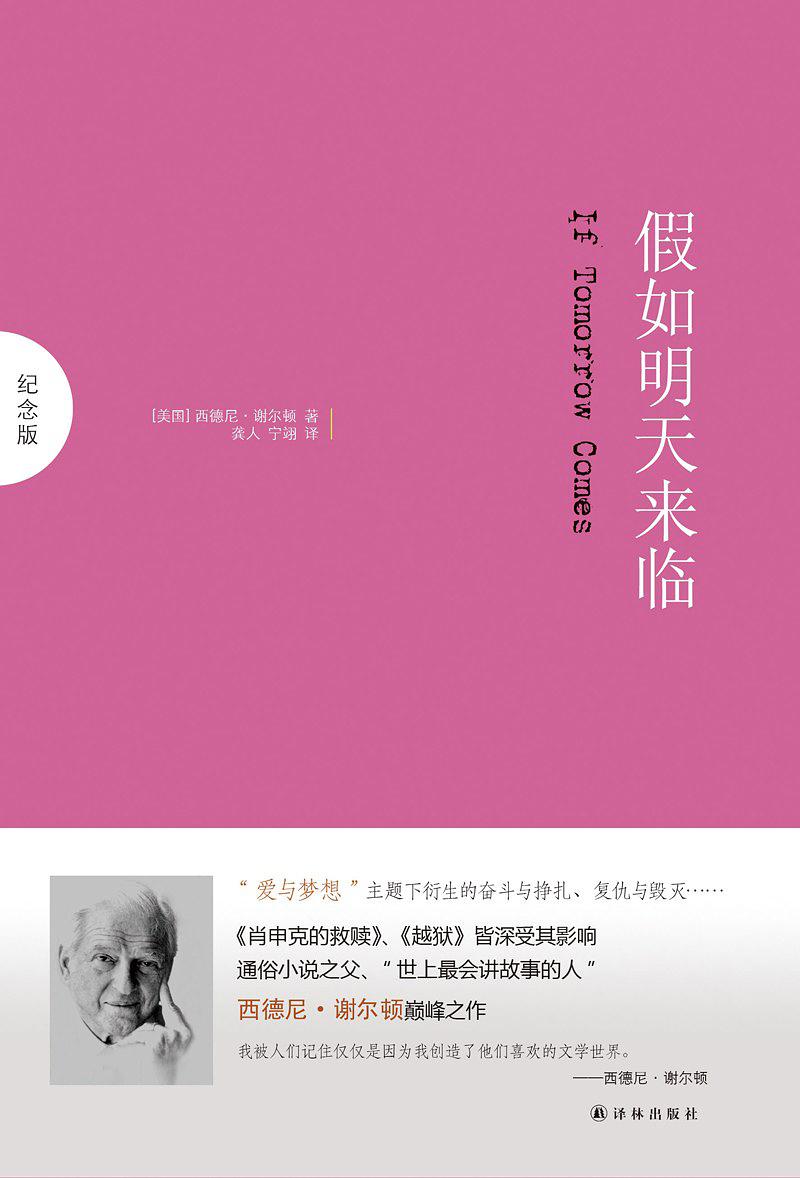 假如明天来临
If Tomorrow Comes
纪念版
[美国] 西德尼·谢尔顿 著
龚人 宁翊 译
“爱与梦想”主题下衍生的奋斗与挣扎、复仇与毁灭……
《肖申克的救赎》、《越狱》皆深受其影响
通俗小说之父、“世上最会讲故事的人”
西德尼·谢尔顿巅峰之作
我被人们记住仅仅是因为我创造了他们喜欢的文学世界。
——西德尼·谢尔顿
译林出版社